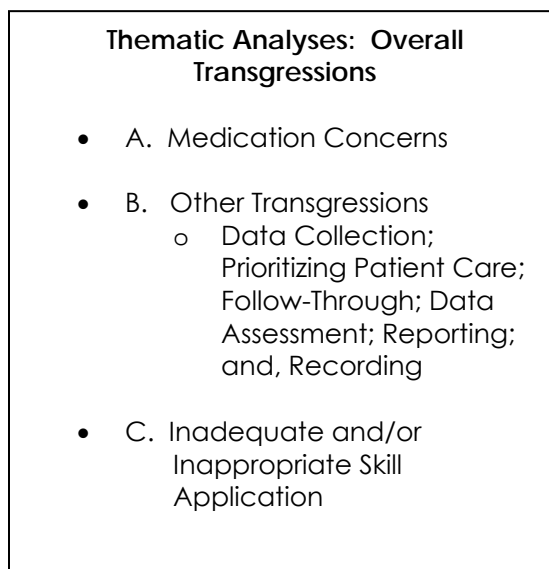 Thematic Analyses: Overall
Transgressions
• A. Medication Concerns
• B. Other Transgressions
o Data Collection;
Prioritizing Patient Care;
Follow-Through; Data
Assessment; Reporting;
and, Recording
• C. Inadequate and/or
Inappropriate Skill
Application